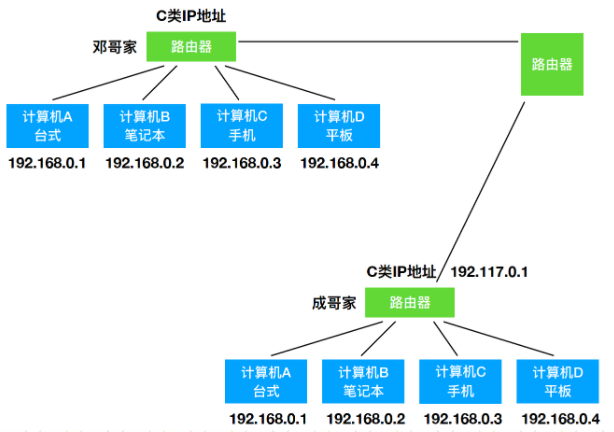 C类IP地址
邓哥家
路由器
路由器
计算机A
台式
计算机B
笔记本
计算机C
手机
计算机D
平板
192.168.0.1
192.168.0.2
192.168.0.3
192.168.0.4
C类IP地址
192.117.0.1
成哥家
路由器
计算机A
台式
计算机B
笔记本
计算机C
手机
计算机D
平板
192.168.0.1
192.168.0.2
192.168.0.3
192.168.0.4